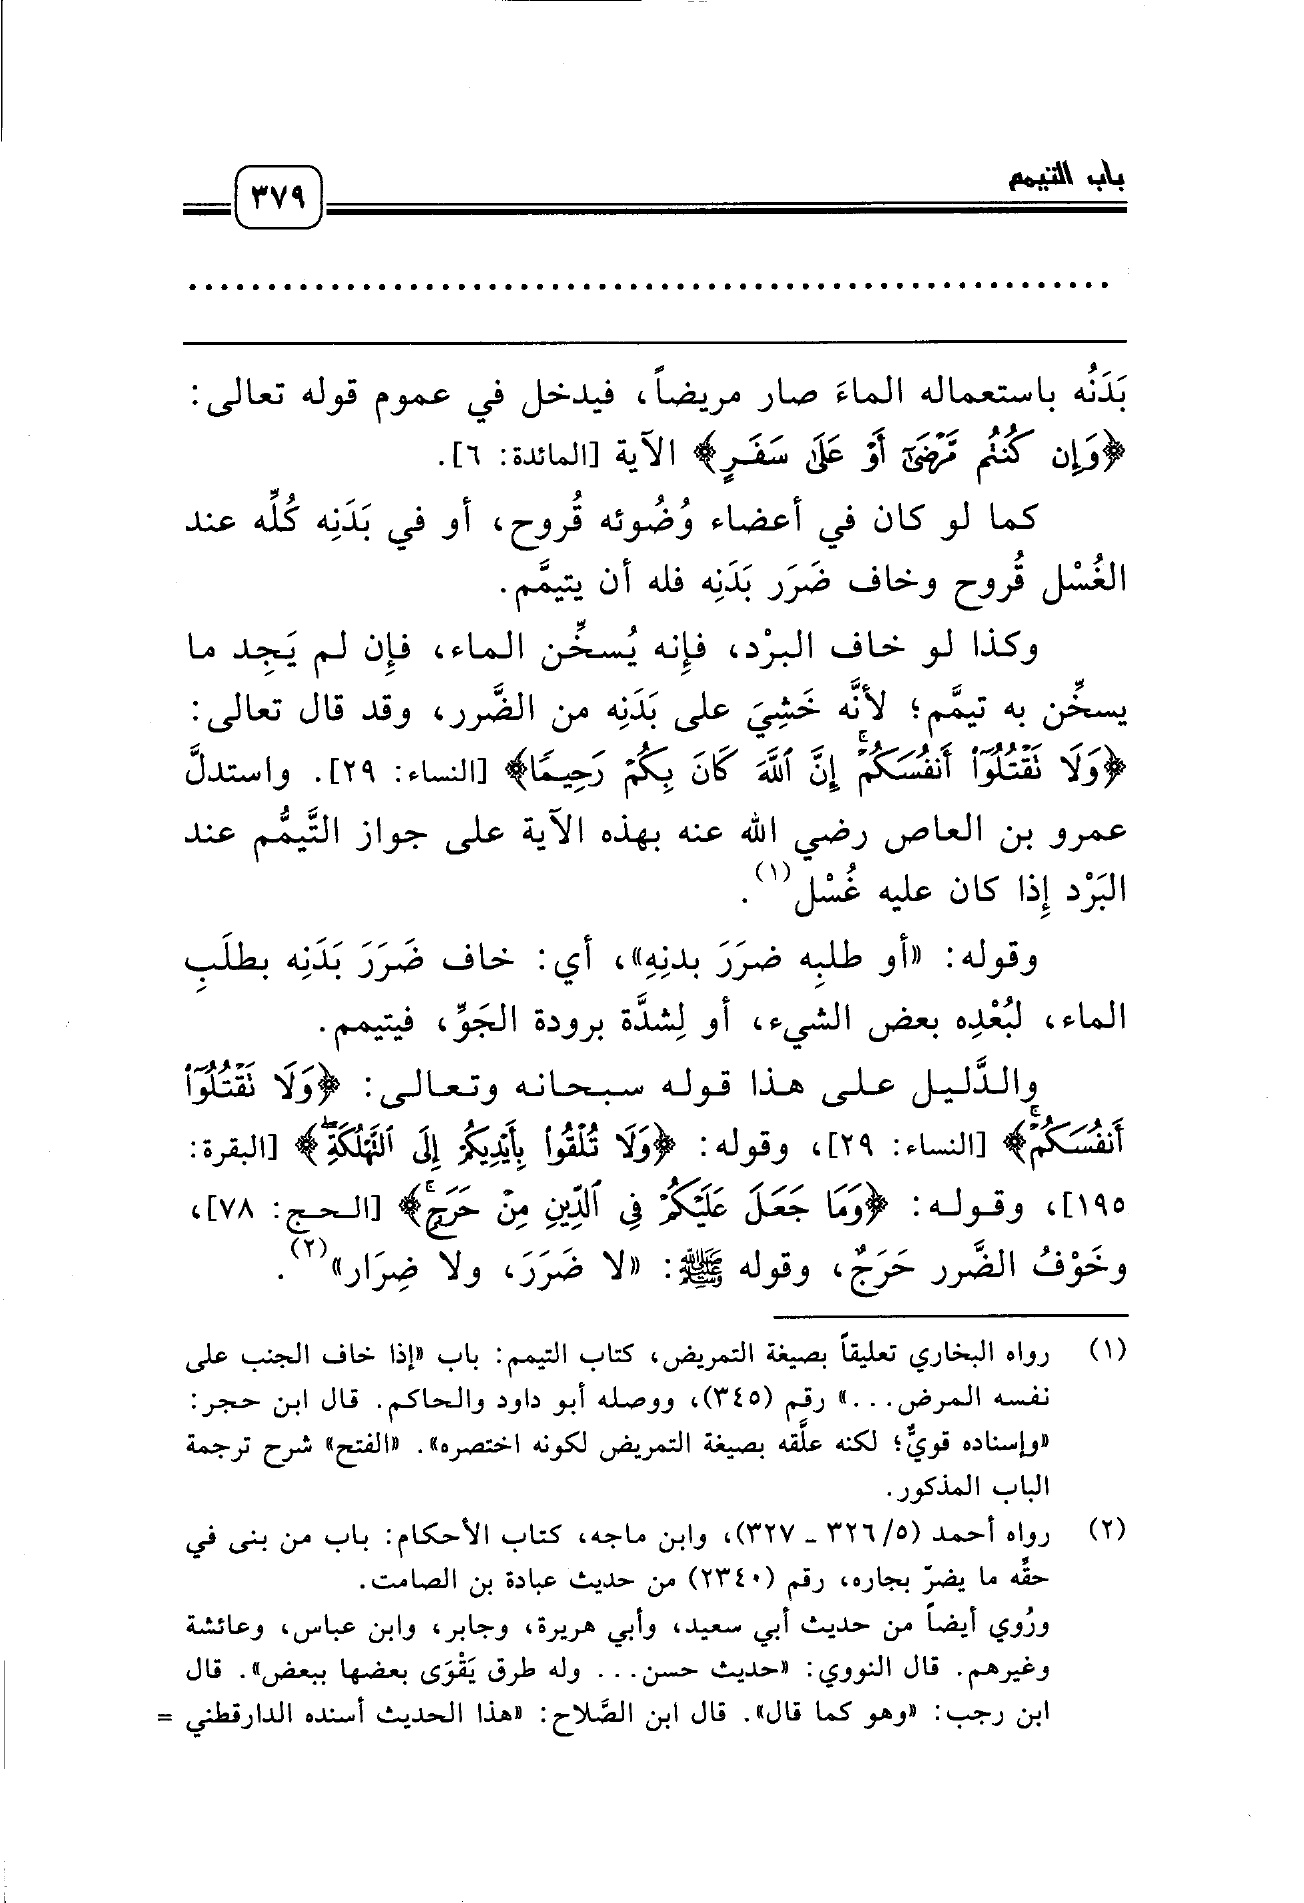 باب التيمم
٣٧٩
بَدَنُه باستعماله الماءَ صار مريضاً، فيدخل في عموم قوله تعالى:
﴿وَإِن كُنتُم مَّرْضَىٰٓ أَوْ عَلَىٰ سَفَرٍ﴾ الآية [المائدة: ٦].
كما لو كان في أعضاء وُضُوئه قُروح، أو في بَدَنِه كُلِّه عند
الغُسْل قُروح وخاف ضَرَر بَدَنِه فله أن يتيمَّم.
وكذا لو خاف البرْد، فإنه يُسخِّن الماء، فإن لم يَجِد ما
يسخِّن به تيمَّم؛ لأنَّه خَشِيَ على بَدَنِه من الضَّرر، وقد قال تعالى:
﴿وَلَا تَقْتُلُوٓا أَنفُسَكُمْ ۚ إِنَّ ٱللَّهَ كَانَ بِكُمْ رَحِيمًا﴾ [النساء: ٢٩]. واستدلَّ
عمرو بن العاص رضي الله عنه بهذه الآية على جواز التَّيمُّم عند
البَرْد إذا كان عليه غُسْل(١).
وقوله: «أو طلبِه ضرَرَ بدنِهِ»، أي: خاف ضَرَرَ بَدَنِه بطلَبِ
الماء، لبُعْدِه بعض الشيء، أو لِشدَّة برودة الجَوِّ، فيتيمم.
والدَّليل على هذا قوله سبحانه وتعالى: ﴿وَلَا تَقْتُلُوٓا
أَنفُسَكُمْ ۚ﴾ [النساء: ٢٩]، وقوله: ﴿وَلَا تُلْقُوا بِأَيْدِيكُمْ إِلَى ٱلتَّهْلُكَةِ ۖ﴾ [البقرة:
١٩٥]، وقوله: ﴿وَمَا جَعَلَ عَلَيْكُمْ فِى ٱلدِّينِ مِنْ حَرَجٍ ۚ﴾ [الحج: ٧٨]،
وخَوْفُ الضَّرر حَرَجٌ، وقوله ﷺ: «لا ضَرَرَ، ولا ضِرَار»(٢).
(١) رواه البخاري تعليقاً بصيغة التمريض، كتاب التيمم: باب «إذا خاف الجنب على
نفسه المرض...» رقم (٣٤٥)، ووصله أبو داود والحاكم. قال ابن حجر:
«وإسناده قويٌّ؛ لكنه علَّقه بصيغة التمريض لكونه اختصره». «الفتح» شرح ترجمة
الباب المذكور.
(٢) رواه أحمد (٥/ ٣٢٦ ـ ٣٢٧)، وابن ماجه، كتاب الأحكام: باب من بنى في
حقِّه ما يضرّ بجاره، رقم (٢٣٤٠) من حديث عبادة بن الصامت.
ورُوي أيضاً من حديث أبي سعيد، وأبي هريرة، وجابر، وابن عباس، وعائشة
وغيرهم. قال النووي: «حديث حسن... وله طرق يَقْوَى بعضها ببعض». قال
ابن رجب: «وهو كما قال». قال ابن الصَّلاح: «هذا الحديث أسنده الدارقطني =